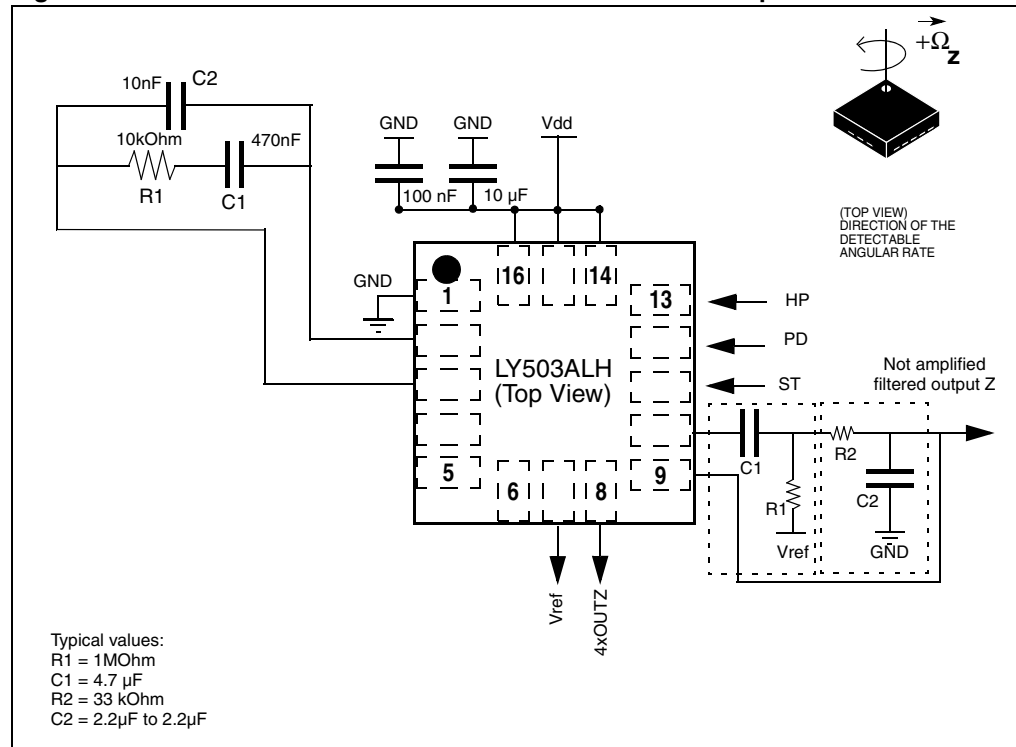 +Ω
z
10nF
C2
10kOhm
470nF
R1
C1
GND
GND
Vdd
100 nF
10 µF
(TOP VIEW)
DIRECTION OF THE
DETECTABLE
ANGULAR RATE
GND
1
16
14
13
HP
PD
ST
LY503ALH
(Top View)
Not amplified
filtered output Z
5
6
8
9
C1
R2
R1
C2
Vref
GND
Vref
4xOUTZ
Typical values:
R1 = 1MOhm
C1 = 4.7 µF
R2 = 33 kOhm
C2 = 2.2µF to 2.2µF